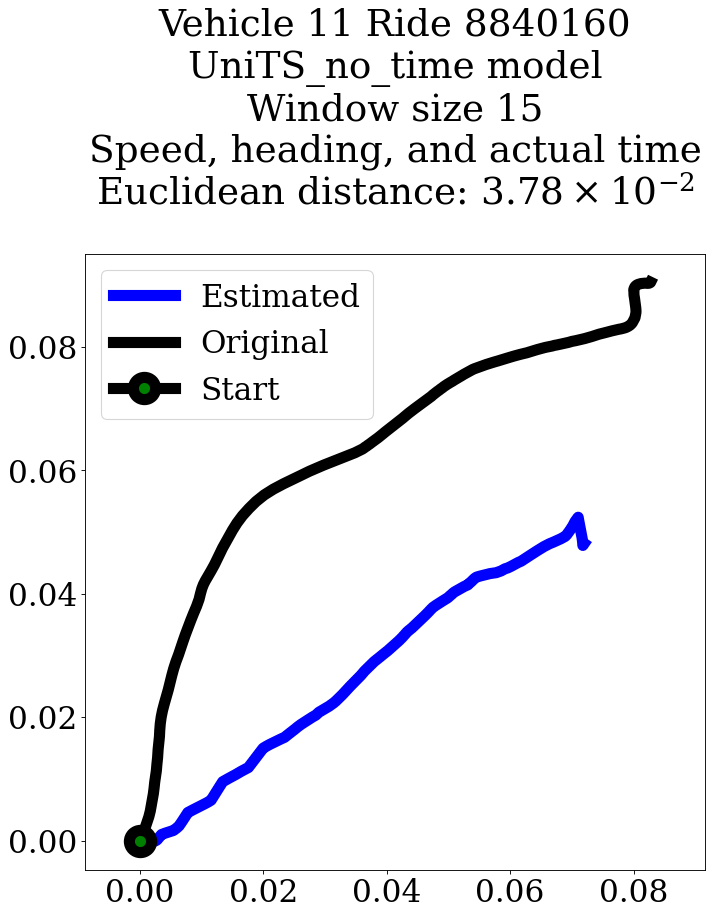 Vehicle 11 Ride 8840160
UniTS_no_time model
Window size 15
Speed, heading, and actual time
Euclidean distance: 3.78 × 10⁻²
Estimated
Original
Start
0.08
0.06
0.04
0.02
0.00
0.00 0.02 0.04 0.06 0.08